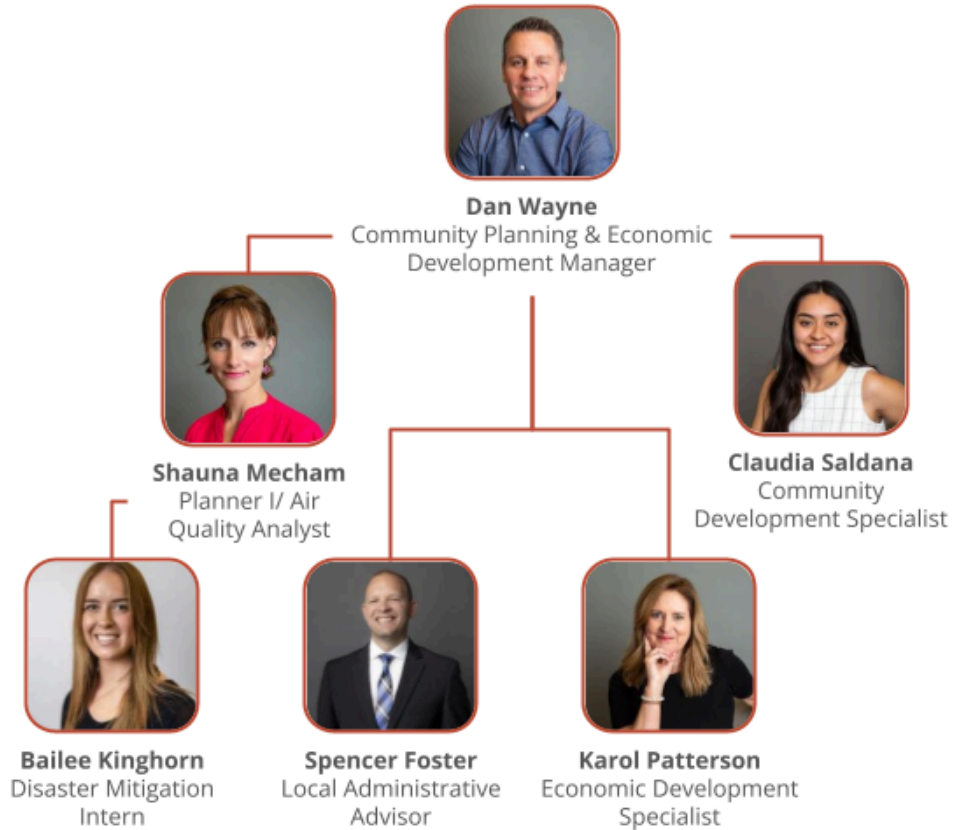 Dan Wayne
Community Planning & Economic
Development Manager
Shauna Mecham
Planner I/ Air
Quality Analyst
Claudia Saldana
Community
Development Specialist
Bailee Kinghorn
Disaster Mitigation
Intern
Spencer Foster
Local Administrative
Advisor
Karol Patterson
Economic Development
Specialist